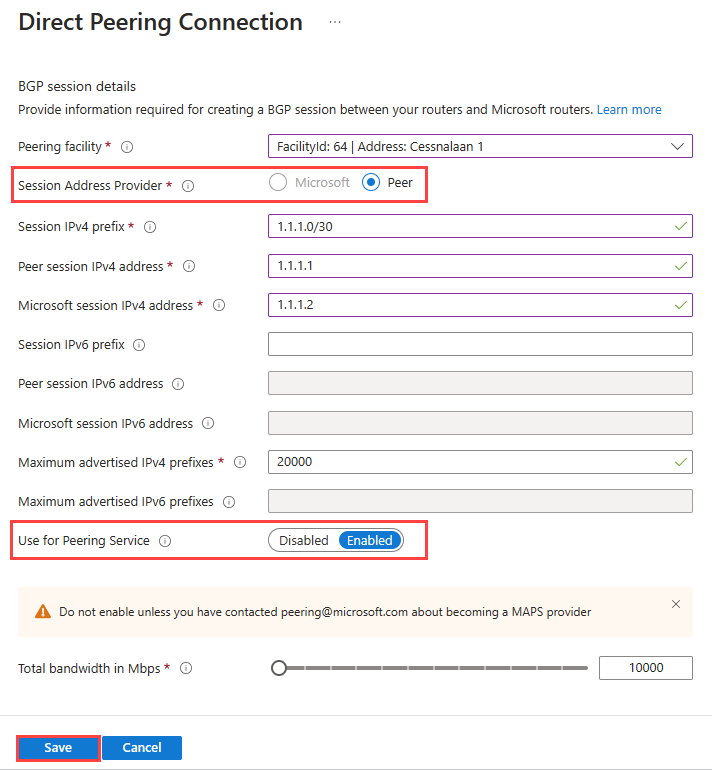 Direct Peering Connection ...
BGP session details
Provide information required for creating a BGP session between your routers and Microsoft routers. Learn more
Peering facility * FacilityId: 64 | Address: Cessnalaan 1
Session Address Provider * Microsoft Peer
Session IPv4 prefix * 1.1.1.0/30
Peer session IPv4 address * 1.1.1.1
Microsoft session IPv4 address * 1.1.1.2
Session IPv6 prefix
Peer session IPv6 address
Microsoft session IPv6 address
Maximum advertised IPv4 prefixes * 20000
Maximum advertised IPv6 prefixes
Use for Peering Service Disabled Enabled
Do not enable unless you have contacted peering@microsoft.com about becoming a MAPS provider
Total bandwidth in Mbps * 10000
Save Cancel